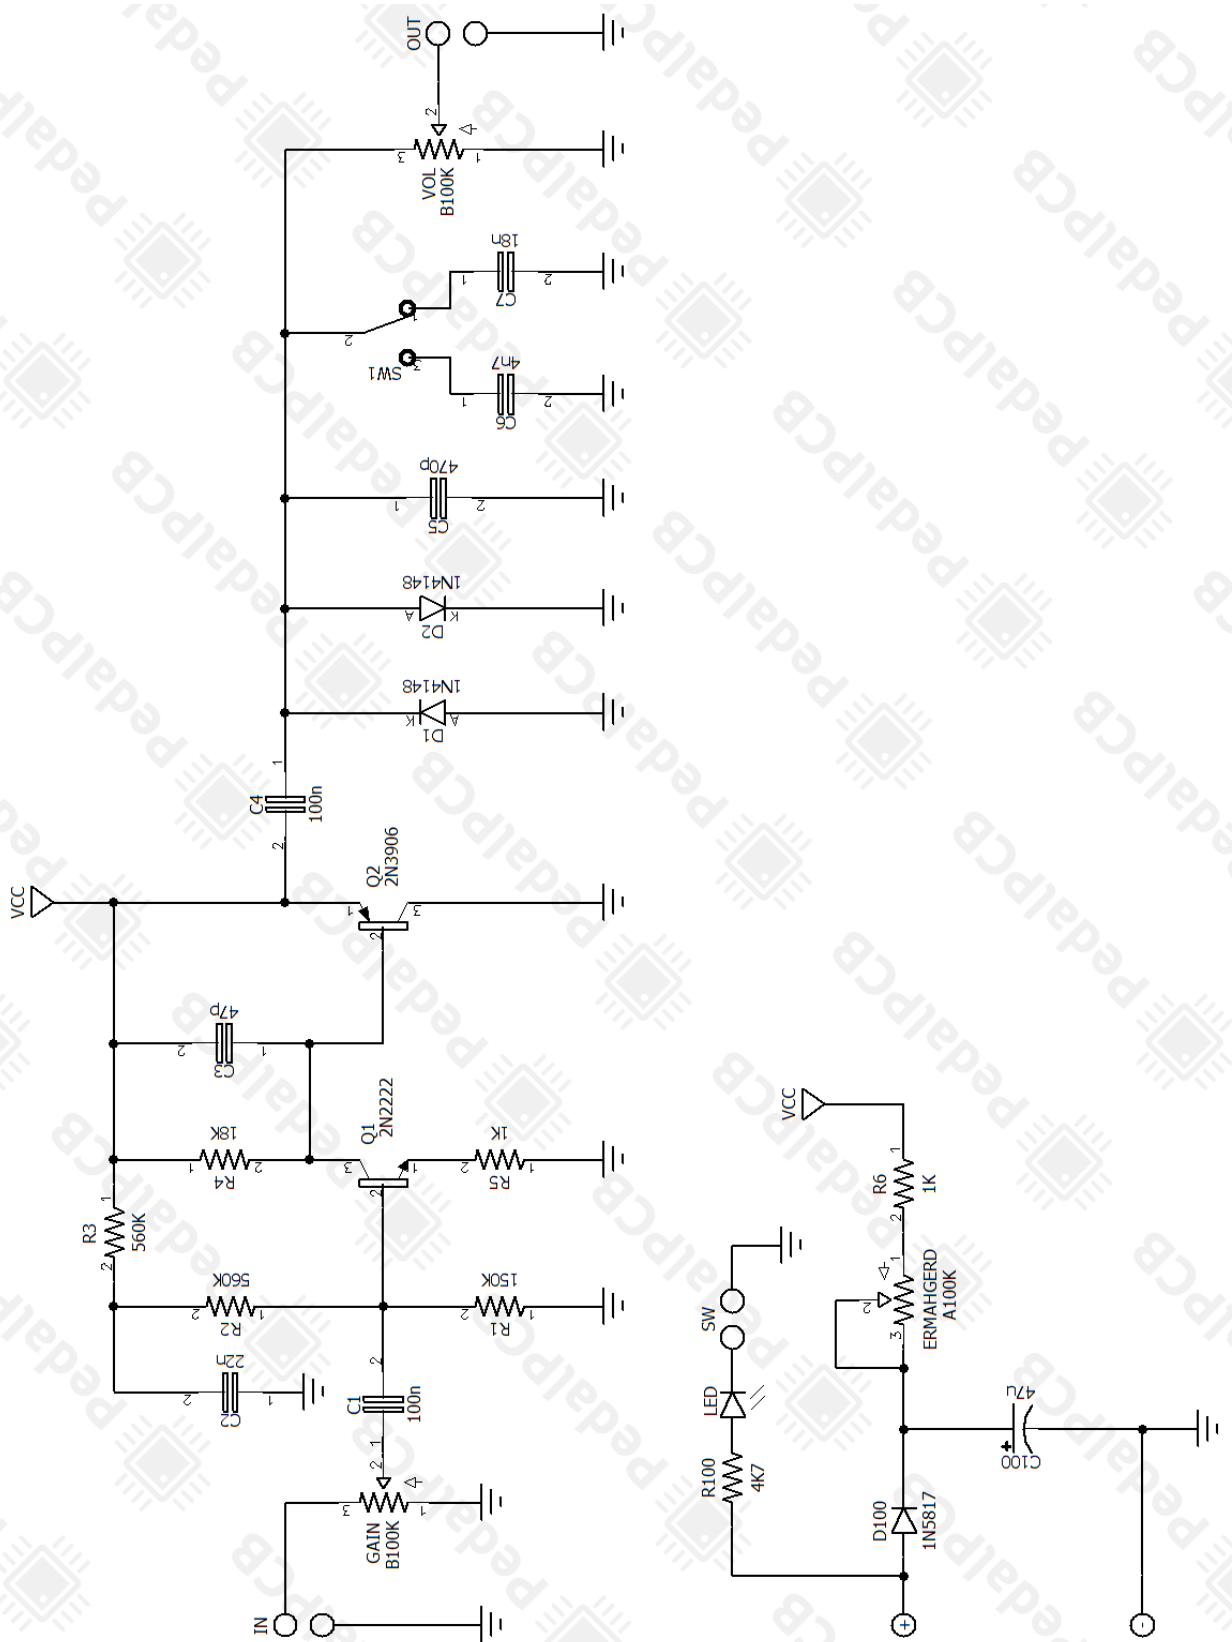 IN
GAIN
B100K
3
2
1
C1
100n
1
2
C2
22n
2
1
R2
560K
2
1
R1
150K
2
1
R3
560K
2
1
R4
18K
1
2
Q1
2N2222
3
2
1
R5
1K
2
1
C3
47p
2
1
VCC
Q2
2N3906
1
2
3
C4
100n
2
1
D1
1N4148
K
A
D2
1N4148
A
K
C5
470p
1
2
SW1
2
1
3
C6
4n7
1
2
C7
18n
1
2
VOL
B100K
3
2
1
OUT
R100
4K7
LED
SW
D100
1N5817
+
-
C100
47u
+
ERMAHGERD
A100K
3
2
1
R6
1K
2
1
VCC
PedalPCB